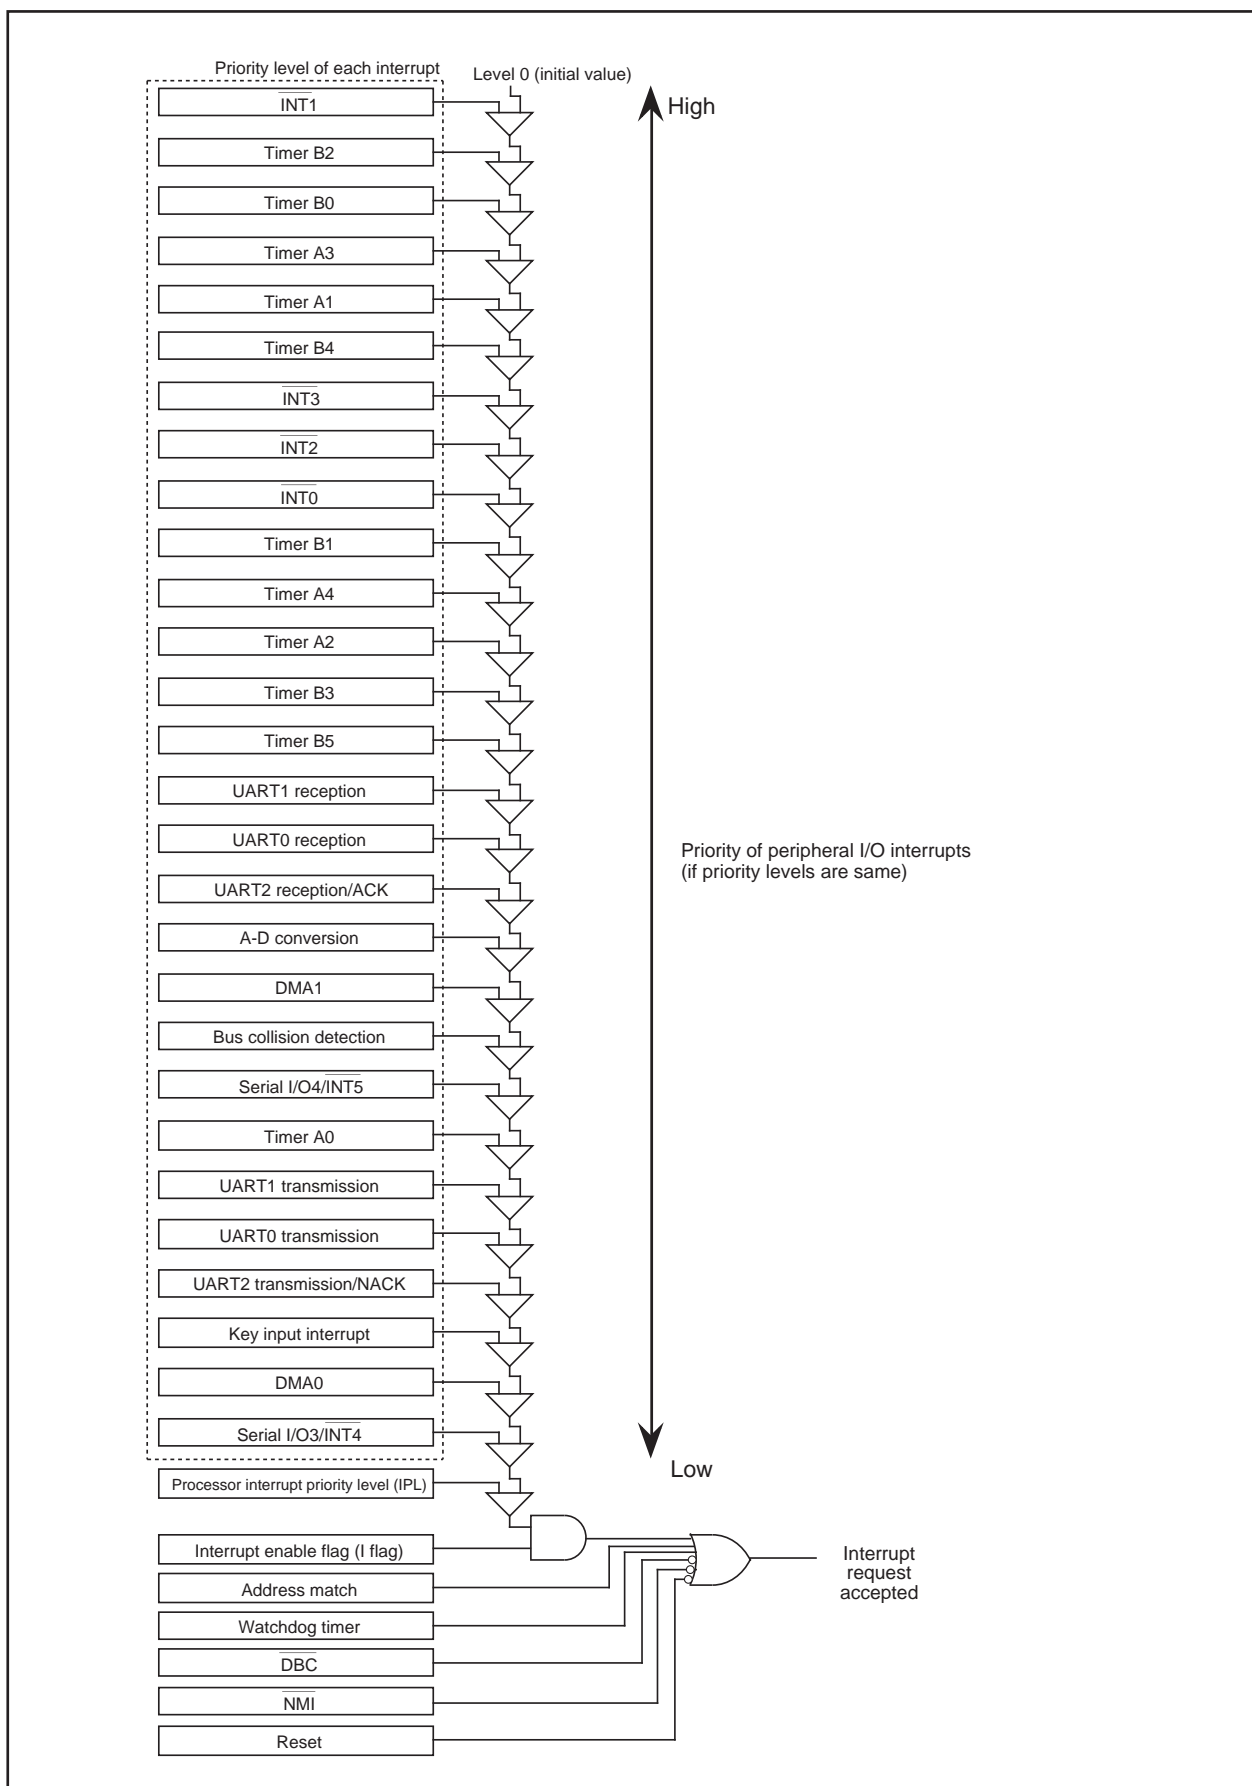 Priority level of each interrupt
Level 0 (initial value)
INT1
High
Timer B2
Timer B0
Timer A3
Timer A1
Timer B4
INT3
INT2
INT0
Timer B1
Timer A4
Timer A2
Timer B3
Timer B5
UART1 reception
UART0 reception
Priority of peripheral I/O interrupts
(if priority levels are same)
UART2 reception/ACK
A-D conversion
DMA1
Bus collision detection
Serial I/O4/INT5
Timer A0
UART1 transmission
UART0 transmission
UART2 transmission/NACK
Key input interrupt
DMA0
Serial I/O3/INT4
Low
Processor interrupt priority level (IPL)
Interrupt enable flag (I flag)
Interrupt
request
accepted
Address match
Watchdog timer
DBC
NMI
Reset